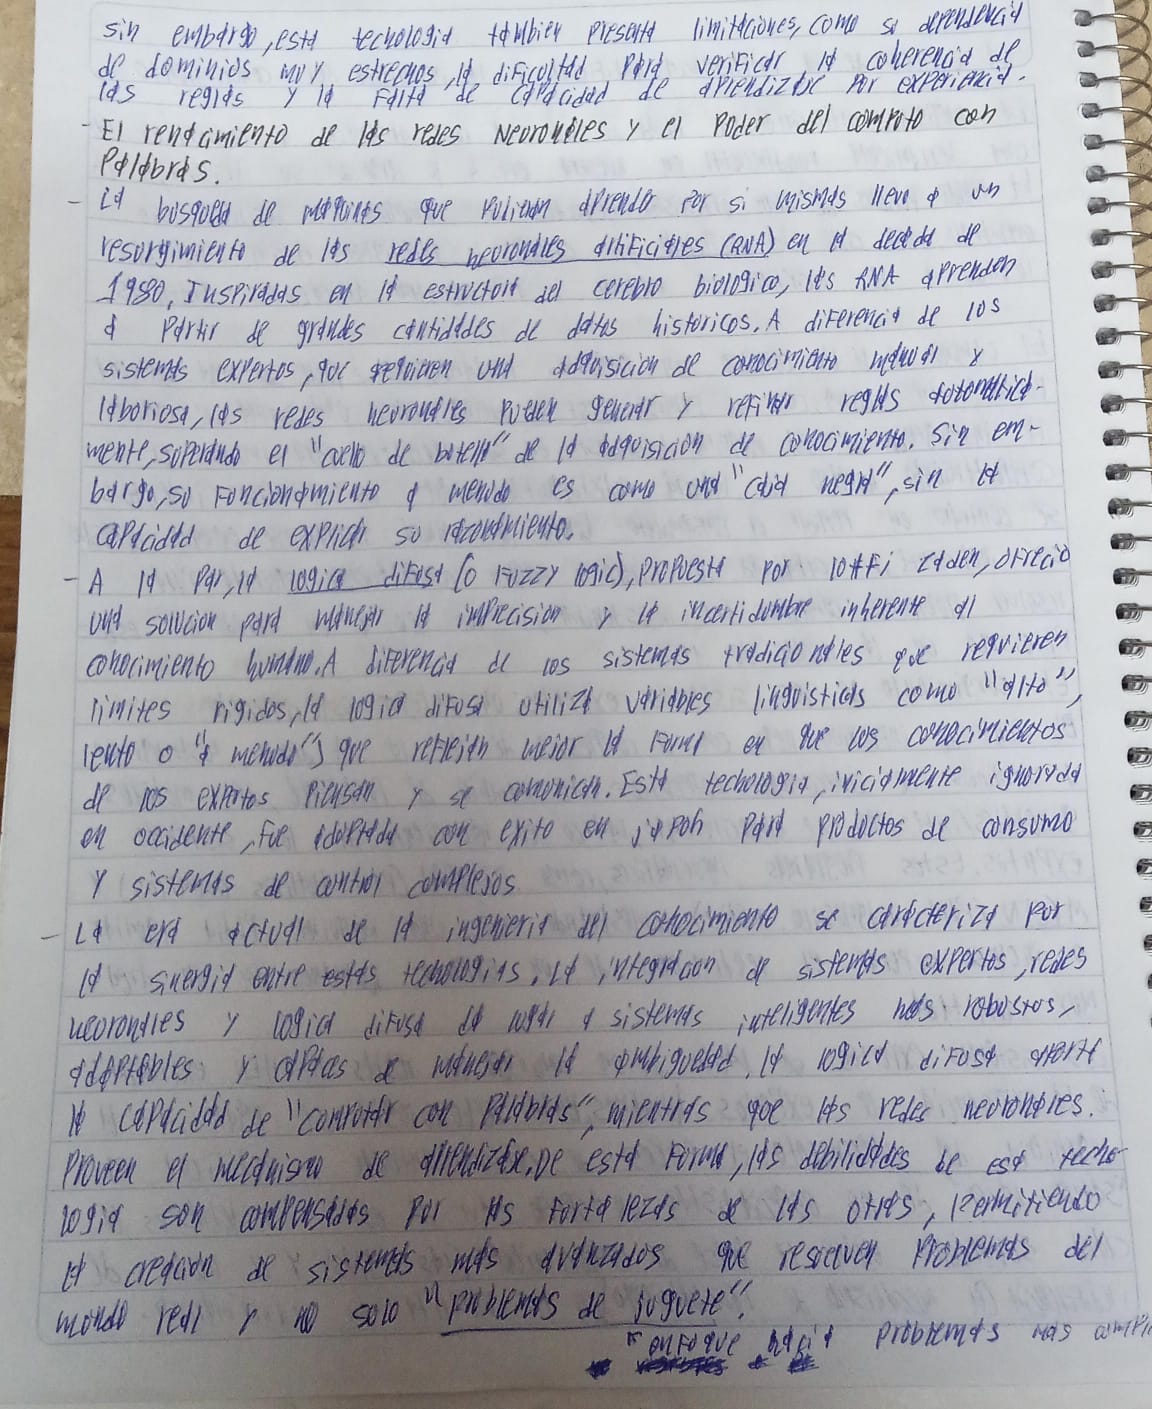 sin embargo, esta tecnologia tambien presenta limitaciones, como su dependencia
de dominios muy estrechos, la dificultad para verificar la coherencia de
las reglas y la falta de capacidad de aprendizaje por experiencia.
- El rendimiento de las redes Neuronales y el Poder del computo con
Palabras.
- La busqueda de maquinas que pudieran aprender por si mismas llevo a un
resurgimiento de las redes neuronales artificiales (RNA) en la decada de
1980, Inspiradas en la estructura del cerebro biologico, las RNA aprenden
a partir de grandes cantidades de datos historicos. A diferencia de los
sistemas expertos, que requieren una adquisicion de conocimiento manual y
laboriosa, las redes neuronales pueden generar y refinar reglas automatica-
mente, superando el "cuello de botella" de la adquisicion de conocimiento. Sin em-
bargo, su Funcionamiento a menudo es como una "caja negra", sin la
capacidad de explicar su razonamiento.
- A la par, la logica difusa (o Fuzzy logic), propuesta por lotfi Zaden, ofrecio
una solucion para manejar la imprecision y la incertidumbre inherente al
conocimiento humano. A diferencia de los sistemas tradicionales que requieren
limites rigidos, la logica difusa utiliza variables linguisticas como "alto",
lento o "a menudo", que reflejan mejor la forma en que los conocimientos
de los expertos piensan y se comunican. Esta tecnologia, inicialmente ignorada
en occidente, fue adoptada con exito en japon para productos de consumo
y sistemas de control complejos
- La era actual de la ingenieria del conocimiento se caracteriza por
la sinergia entre estas tecnologias. La integracion de sistemas expertos, redes
neuronales y logica difusa da lugar a sistemas inteligentes mas robustos,
adaptables y capaces de manejar la ambiguedad. la logica difusa aporta
la capacidad de "computar con Palabras", mientras que las redes neuronales.
Proveen el mecanismo de aprendizaje. De esta forma, las debilidades de esa tecno
logia son compensadas por las fortalezas de las otras, Permitiendo
la creacion de sistemas mas avanzados que resuelven problemas del
mundo real y no solo "problemas de juguete".
enfoque hacia problemas mas